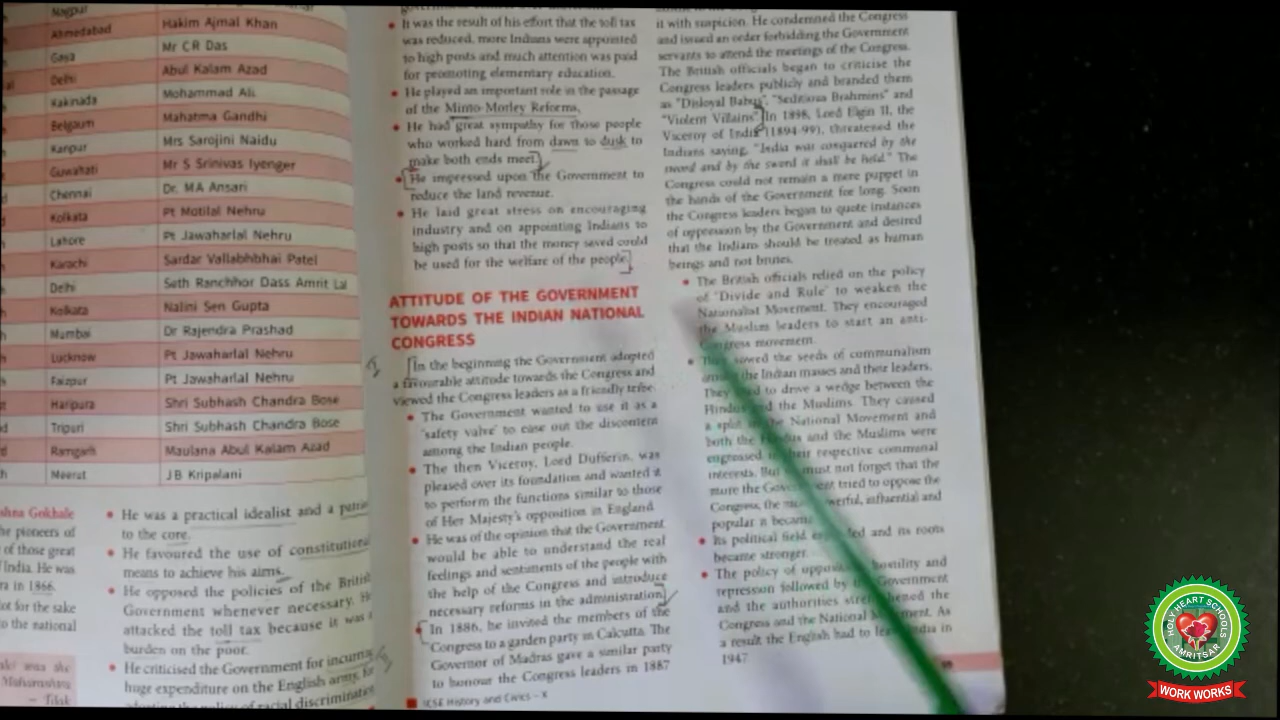 Nagpur Hakim Ajmal Khan
Ahmedabad Mr CR Das
Gaya Abul Kalam Azad
Delhi Mohammad Ali
Kakinada Mahatma Gandhi
Belgaum Mrs Sarojini Naidu
Kanpur Mr S Srinivas Iyenger
Guwahati Dr. MA Ansari
Chennai Pt Motilal Nehru
Kolkata Pt Jawaharlal Nehru
Lahore Sardar Vallabhbhai Patel
Karachi Seth Ranchhor Dass Amrit Lal
Delhi Nalini Sen Gupta
Kolkata Dr Rajendra Prashad
Mumbai Pt Jawaharlal Nehru
Lucknow Pt Jawaharlal Nehru
Faizpur Shri Subhash Chandra Bose
Haripura Shri Subhash Chandra Bose
Tripuri Maulana Abul Kalam Azad
Ramgarh JB Kripalani
Meerut
shna Gokhale
he pioneers of
of those great
India. He was
ra in 1866.
ot for the sake
to the national
was she
Maharashtra
– Tilak
• He was a practical idealist and a
to the core.
• He favoured the use of constitutional
means to achieve his aims.
• He opposed the policies of the British
Government whenever necessary. He
attacked the toll tax because it was a
burden on the poor.
• He criticised the Government for
huge expenditure on the English army, for
the policy of racial
• It was the result of his effort that the toll tax
was reduced, more Indians were appointed
to high posts and much attention was paid
for promoting elementary education.
• He played an important role in the passage
of the Minto-Morley Reforms.
• He had great sympathy for those people
who worked hard from dawn to dusk to
make both ends meet.
• He impressed upon the Government to
reduce the land revenue.
• He laid great stress on encouraging
industry and on appointing Indians to
high posts so that the money saved could
be used for the welfare of the people.
ATTITUDE OF THE GOVERNMENT
TOWARDS THE INDIAN NATIONAL
CONGRESS
In the beginning the Government adopted
a favourable attitude towards the Congress and
viewed the Congress leaders as a friendly tribe.
• The Government wanted to use it as a
'safety valve' to ease out the discontent
among the Indian people.
• The then Viceroy, Lord Dufferin, was
pleased over its foundation and wanted it
to perform the functions similar to those
of Her Majesty's opposition in England.
• He was of the opinion that the Government
would be able to understand the real
feelings and sentiments of the people with
the help of the Congress and introduce
necessary reforms in the administration.
• In 1886, he invited the members of the
Congress to a garden party in Calcutta. The
Governor of Madras gave a similar party
to honour the Congress leaders in 1887
ICSE History and Civics – X
it with suspicion. He condemned the Congress
and issued an order forbidding the Government
servants to attend the meetings of the Congress.
The British officials began to criticise the
Congress leaders publicly and branded them
as "Disloyal Babus", "Seditious Brahmins" and
"Violent Villains". In 1898, Lord Elgin II, the
Viceroy of India (1894-99), threatened the
Indians saying, "India was conquered by the
sword and by the sword it shall be held." The
Congress could not remain a mere puppet in
the hands of the Government for long. Soon
the Congress leaders began to quote instances
of oppression by the Government and desired
that the Indians should be treated as human
beings and not brutes.
• The British officials relied on the policy
of 'Divide and Rule' to weaken the
Nationalist Movement. They encouraged
the Muslim leaders to start an anti-
Congress movement.
• They sowed the seeds of communalism
the Indian masses and their leaders.
They to drive a wedge between the
Hindus and the Muslims. They caused
a split the National Movement and
both the Hindus and the Muslims were
engrossed their respective communal
interests. But must not forget that the
more the Government tried to oppose the
Congress, the powerful, influential and
popular it became.
• Its political field and its roots
became stronger.
• The policy of hostility and
repression followed by Government
and the authorities the
Congress and the National Movement. As
a result the English had to leave India in
1947
HOLY HEART SCHOOLS
AMRITSAR
WORK WORKS